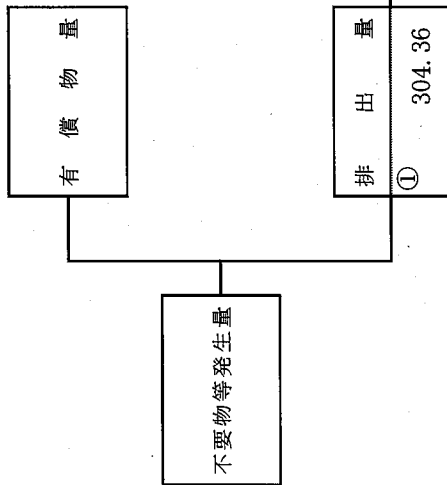 有償物量
不要物等発生量
排出量
①
304.36